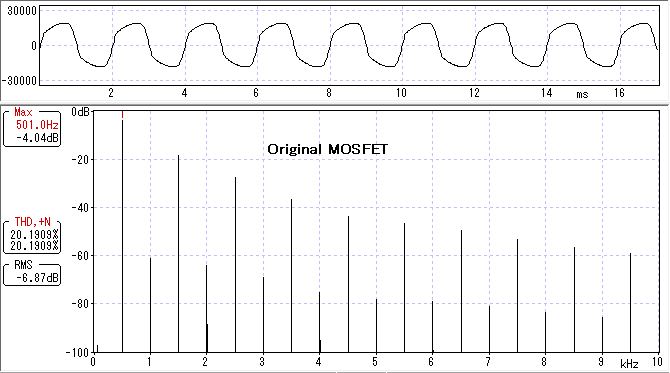 30000
0
-30000
2 4 6 8 10 12 14 ms 16
Max
501.0Hz
-4.04dB
THD,+N
20.1909%
20.1909%
RMS
-6.87dB
Original MOSFET
0dB
-20
-40
-60
-80
-100
0 1 2 3 4 5 6 7 8 9 kHz 10